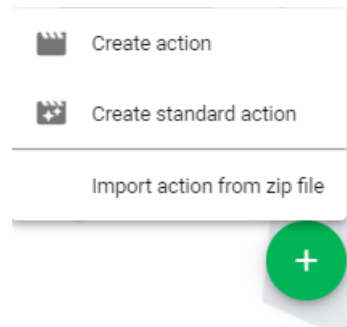 Create action
Create standard action
Import action from zip file